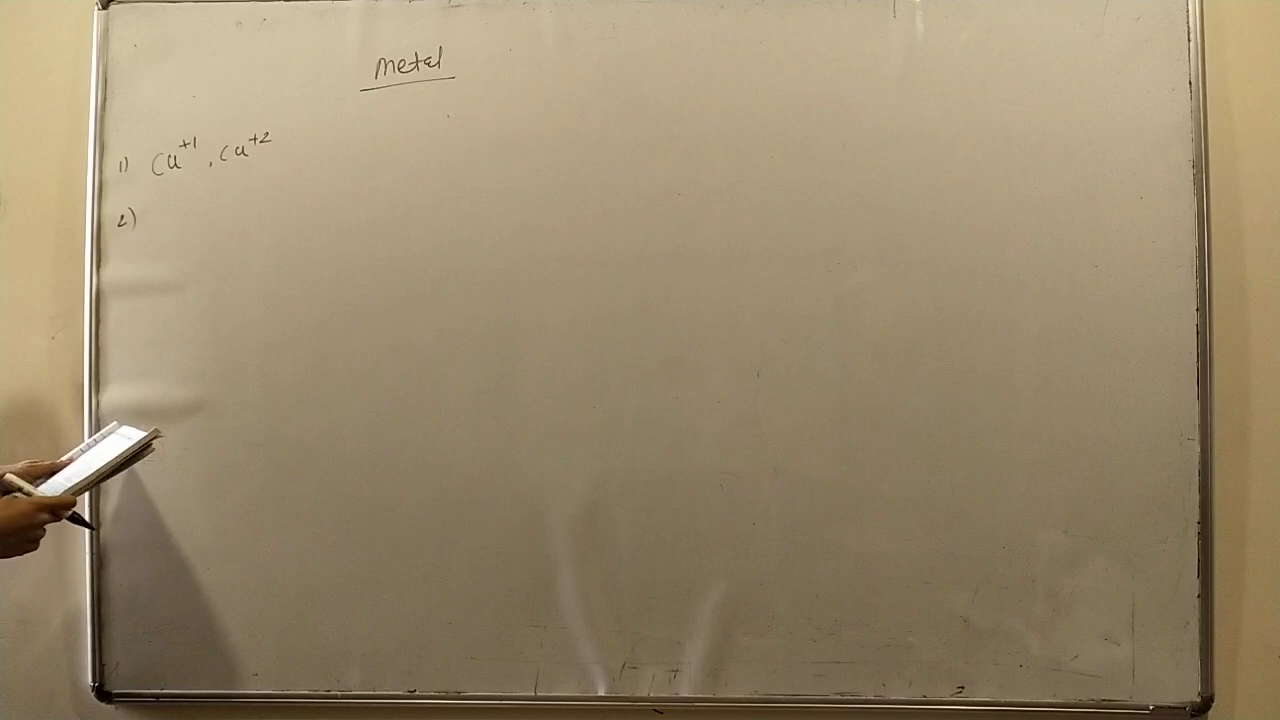 Metal
1) Cu⁺¹, Cu⁺²
2)